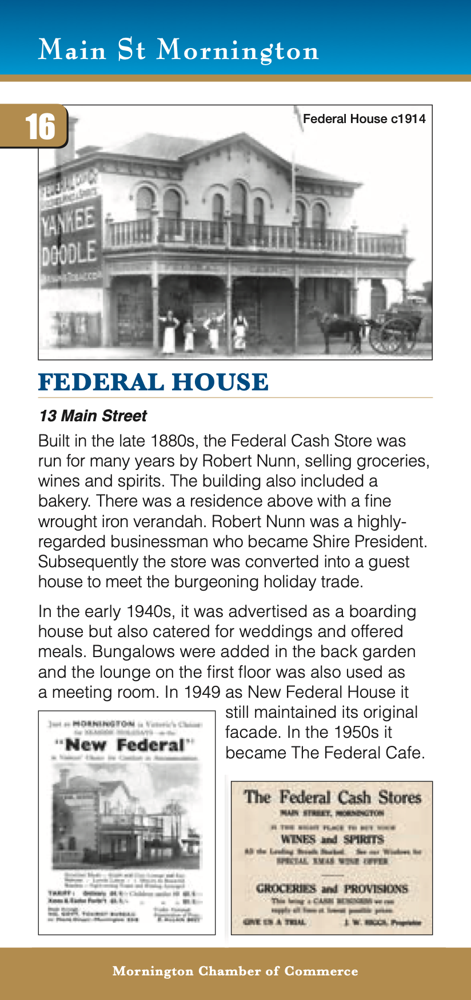 Main St Mornington
16
Federal House c1914
FEDERAL
YANKEE
DOODLE
FEDERAL HOUSE
13 Main Street
Built in the late 1880s, the Federal Cash Store was
run for many years by Robert Nunn, selling groceries,
wines and spirits. The building also included a
bakery. There was a residence above with a fine
wrought iron verandah. Robert Nunn was a highly-
regarded businessman who became Shire President.
Subsequently the store was converted into a guest
house to meet the burgeoning holiday trade.
In the early 1940s, it was advertised as a boarding
house but also catered for weddings and offered
meals. Bungalows were added in the back garden
and the lounge on the first floor was also used as
a meeting room. In 1949 as New Federal House it
still maintained its original
facade. In the 1950s it
became The Federal Cafe.
Just as MORNINGTON is Victoria's Choice
for SEASIDE HOLIDAYS
"New Federal"
is Visitors' Choice for Comfort in Accommodation
TARIFF:
The Federal Cash Stores
MAIN STREET, MORNINGTON
IS THE RIGHT PLACE TO BUY YOUR
WINES and SPIRITS
All the Leading Brands Stocked. See our Windows for
SPECIAL XMAS WINE OFFER
GROCERIES and PROVISIONS
This being a CASH BUSINESS we can
supply all lines at lowest possible prices
GIVE US A TRIAL J. W. RIGGS, Proprietor
Mornington Chamber of Commerce